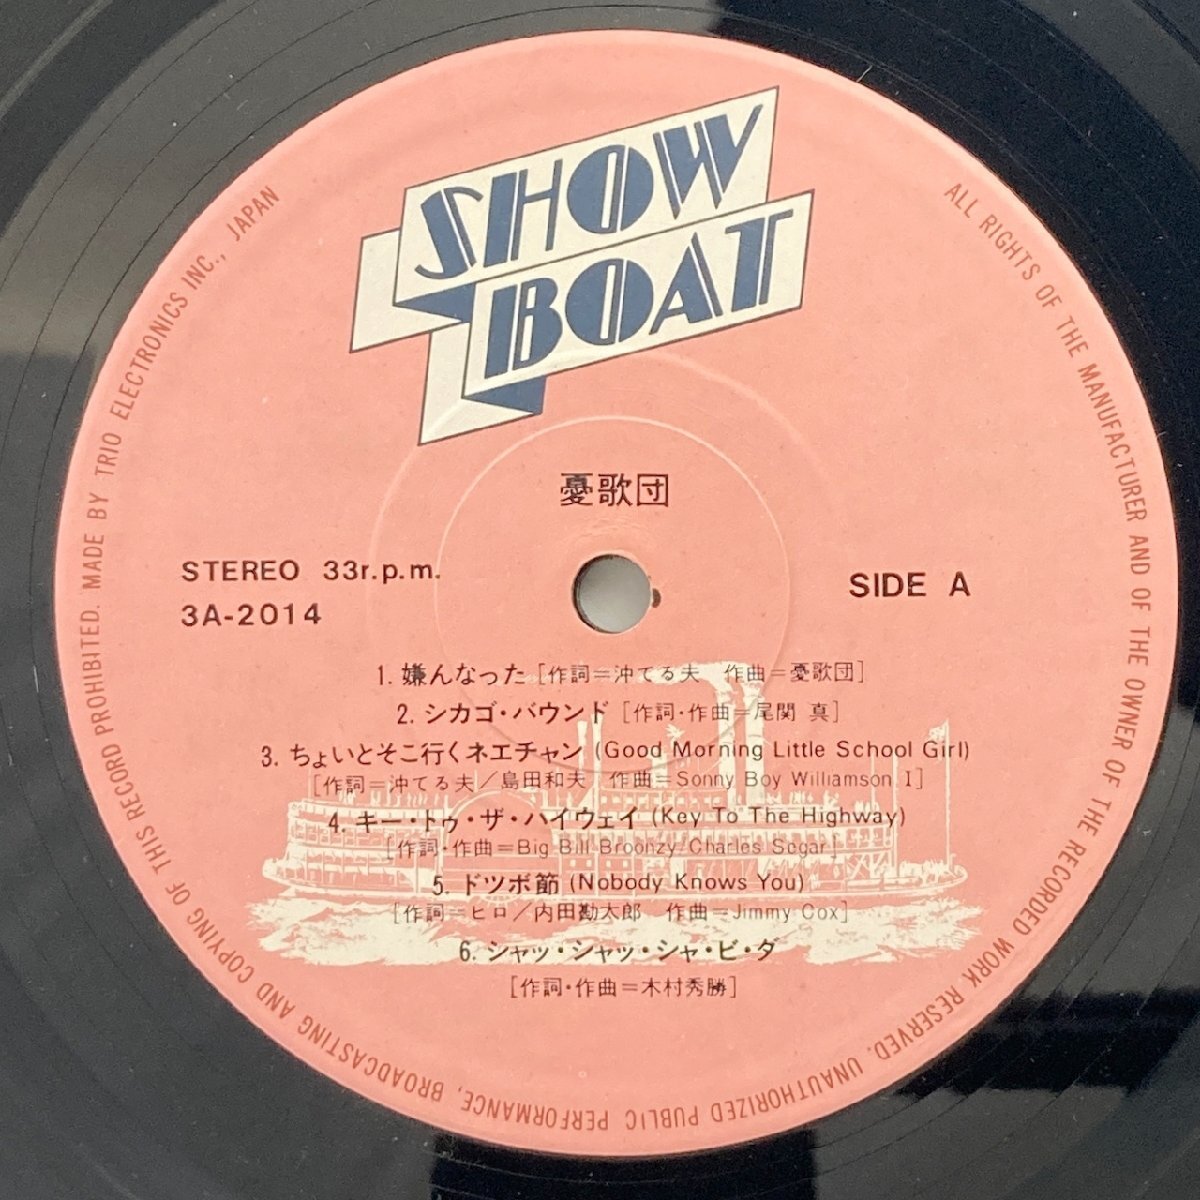 SHOW
BOAT
憂歌団
STEREO 33r.p.m.
3A-2014
SIDE A
1. 嫌んなった [作詞=沖てる夫 作曲=憂歌団]
2. シカゴ・バウンド [作詞・作曲=尾関 真]
3. ちょいとそこ行くネエチャン (Good Morning Little School Girl)
[作詞=沖てる夫/島田和夫 作曲=Sonny Boy Williamson I]
4. キー・トゥ・ザ・ハイウェイ (Key To The Highway)
[作詞・作曲=Big Bill Broonzy/Charles Segar]
5. ドツボ節 (Nobody Knows You)
[作詞=ヒロ/内田勘太郎 作曲=Jimmy Cox]
6. シャッ・シャッ・シャ・ビ・ダ
[作詞・作曲=木村秀勝]
ALL RIGHTS OF THE MANUFACTURER AND OF THE OWNER OF THE RECORDED WORK RESERVED. UNAUTHORIZED PUBLIC PERFORMANCE, BROADCASTING AND COPYING OF THIS RECORD PROHIBITED. MADE BY TRIO ELECTRONICS INC., JAPAN